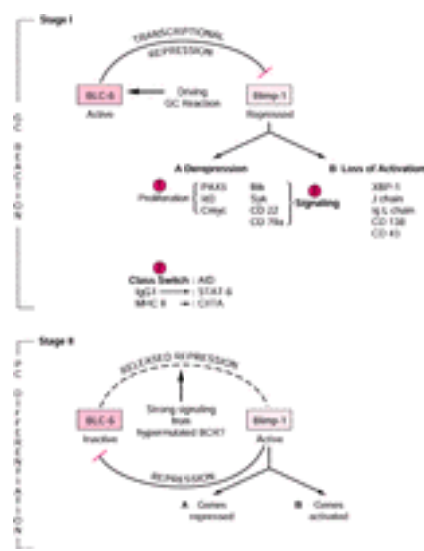 Stage I
TRANSCRIPTIONAL
REPRESSION
BLC-6
Blimp-1
Active
Driving
GC Reaction
Repressed
GC REACTION
A Derepression
B Loss of Activation
Proliferation
PAX5
Id3
Cmyc
Blk
Syk
CD 22
CD 79a
Signaling
XBP-1
J chain
Ig L chain
CD 138
Class Switch : AID
: STAT-6
MHC II : CIITA
Stage II
RELEASED REPRESSION
BLC-6
Blimp-1
Inactive
Strong signaling
from
hypermutated BCR?
Active
REPRESSION
PC DIFFERENTIATION
A Genes
repressed
B Genes
activated